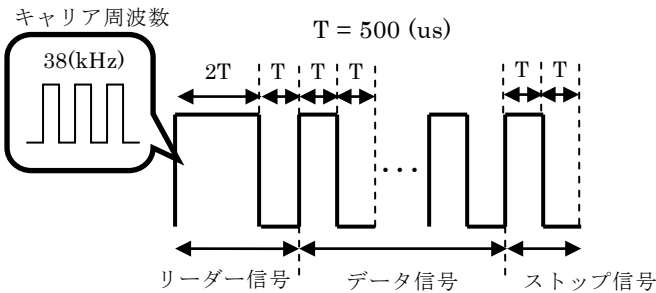 キャリア周波数
38(kHz)
T = 500 (us)
2T T T T T T
...
リーダー信号 データ信号 ストップ信号